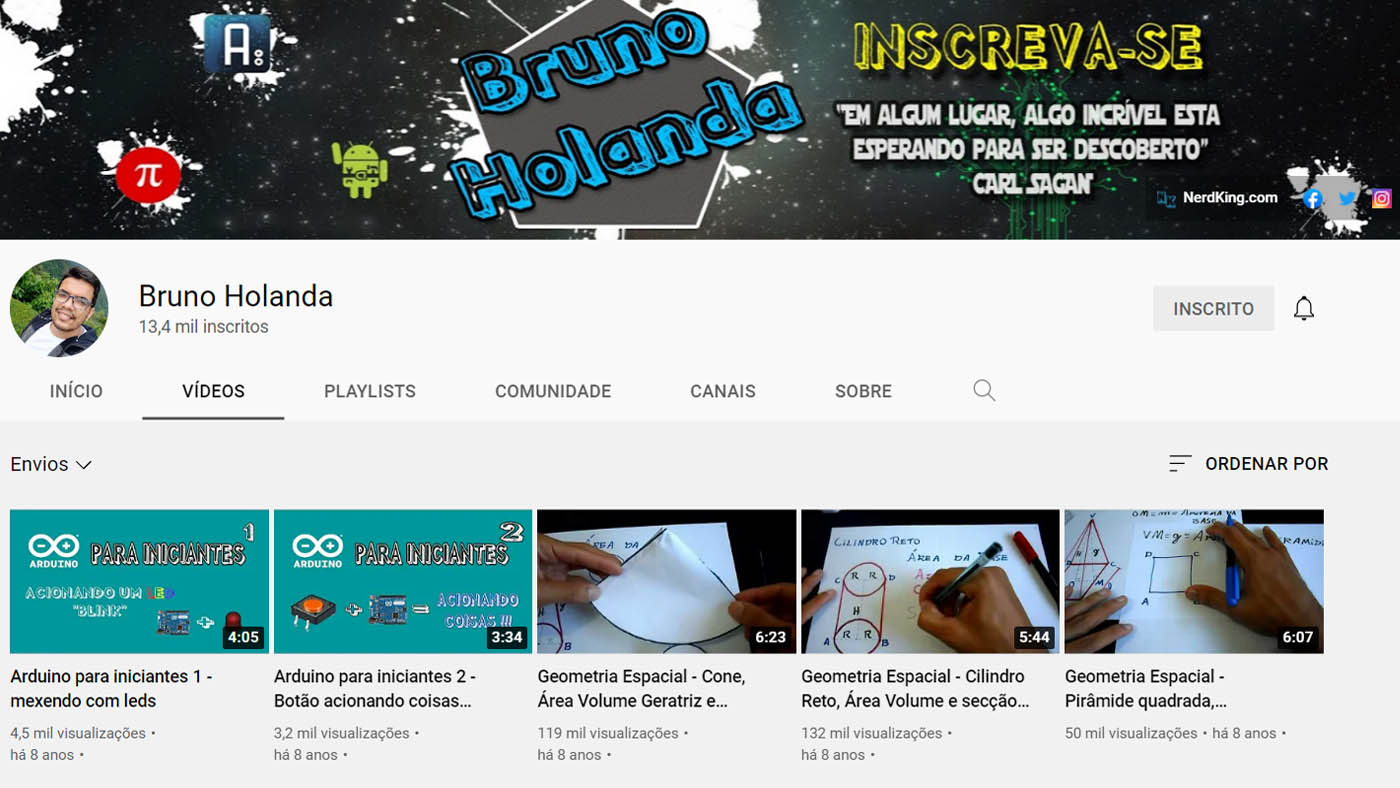 A:
Bruno
Holanda
INSCREVA-SE
"EM ALGUM LUGAR, ALGO INCRÍVEL ESTA
ESPERANDO PARA SER DESCOBERTO"
CARL SAGAN
π
NerdKing.com
Bruno Holanda
13,4 mil inscritos
INSCRITO
INÍCIO
VÍDEOS
PLAYLISTS
COMUNIDADE
CANAIS
SOBRE
Envios
ORDENAR POR
1
ARDUINO
PARA INICIANTES
ACIONANDO UM LED
"BLINK"
+
4:05
Arduino para iniciantes 1 -
mexendo com leds
4,5 mil visualizações •
há 8 anos •
2
ARDUINO
PARA INICIANTES
+ = ACIONANDO
COISAS !!!
3:34
Arduino para iniciantes 2 -
Botão acionando coisas...
3,2 mil visualizações •
há 8 anos •
ÁREA DA
B
6:23
Geometria Espacial - Cone,
Área Volume Geratriz e...
119 mil visualizações •
há 8 anos •
CILINDRO RETO
ÁREA DA BASE
C R R D
H
A R R B
5:44
Geometria Espacial - Cilindro
Reto, Área Volume e secção...
132 mil visualizações •
há 8 anos •
BASE
VM=g=
D C
A
6:07
Geometria Espacial -
Pirâmide quadrada,...
50 mil visualizações • há 8 anos •